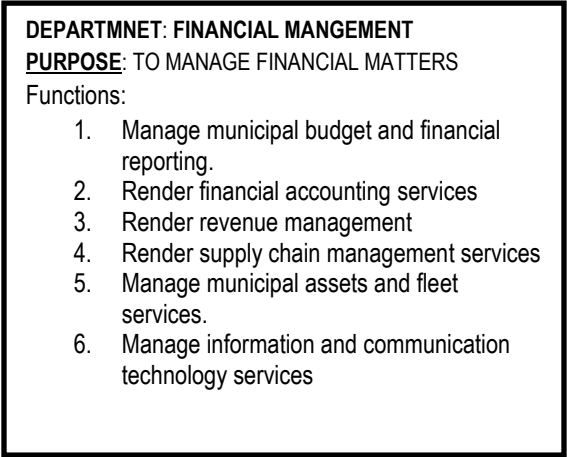 DEPARTMNET: FINANCIAL MANGEMENT
PURPOSE: TO MANAGE FINANCIAL MATTERS
Functions:
1. Manage municipal budget and financial
reporting.
2. Render financial accounting services
3. Render revenue management
4. Render supply chain management services
5. Manage municipal assets and fleet
services.
6. Manage information and communication
technology services